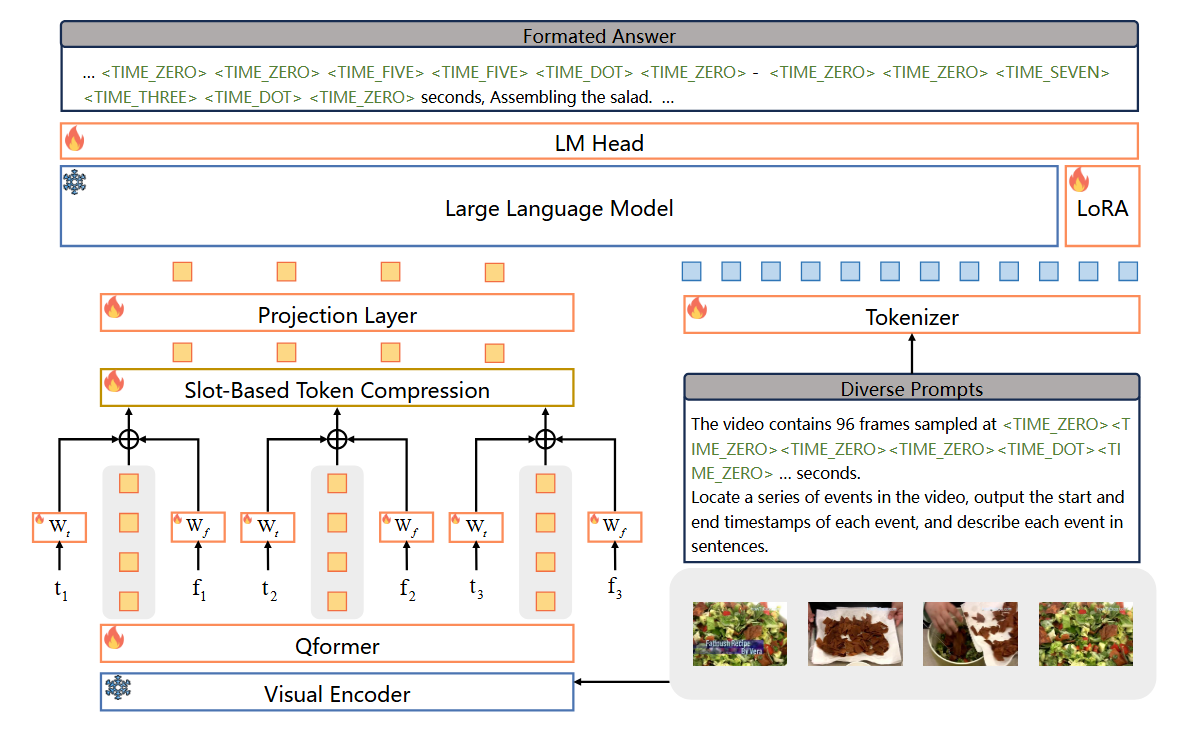 Formated Answer
... <TIME_ZERO> <TIME_ZERO> <TIME_FIVE> <TIME_FIVE> <TIME_DOT> <TIME_ZERO> - <TIME_ZERO> <TIME_ZERO> <TIME_SEVEN>
<TIME_THREE> <TIME_DOT> <TIME_ZERO> seconds, Assembling the salad. ...
LM Head
Large Language Model
LoRA
Projection Layer
Tokenizer
Slot-Based Token Compression
Diverse Prompts
The video contains 96 frames sampled at <TIME_ZERO><T
IME_ZERO><TIME_ZERO><TIME_ZERO><TIME_DOT><TI
ME_ZERO> ... seconds.
Locate a series of events in the video, output the start and
end timestamps of each event, and describe each event in
sentences.
W_t W_f W_t W_f W_t W_f
t_1 f_1 t_2 f_2 t_3 f_3
Qformer
Visual Encoder
Fattoush Recipe
By Vera